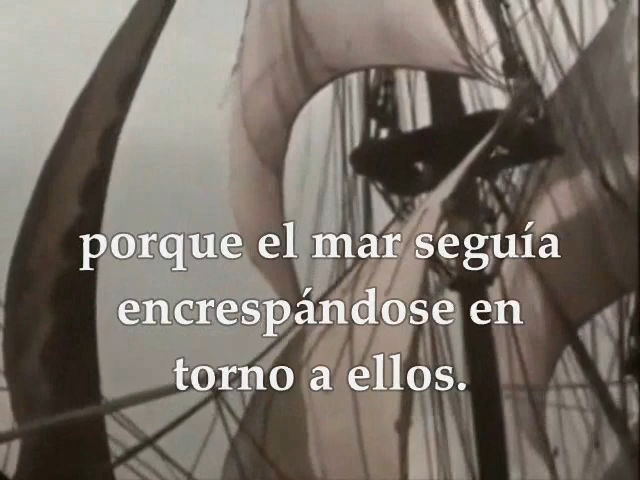 porque el mar seguía
encrespándose en
torno a ellos.